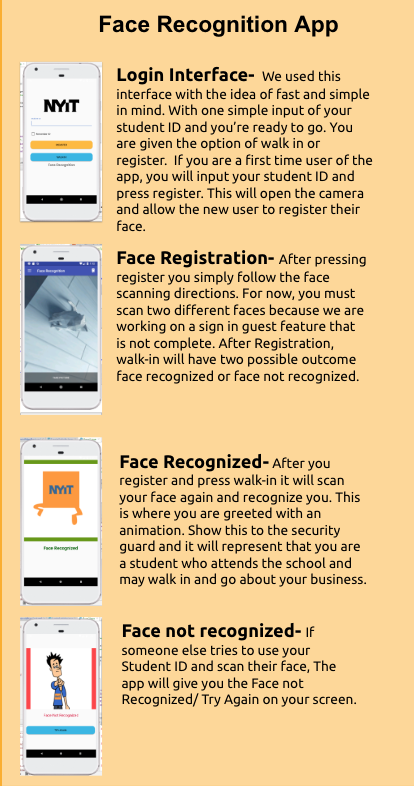 Face Recognition App
NYiT
Login Interface- We used this
interface with the idea of fast and simple
in mind. With one simple input of your
student ID and you're ready to go. You
are given the option of walk in or
register. If you are a first time user of the
app, you will input your student ID and
press register. This will open the camera
and allow the new user to register their
face.
Face Recognition
Face Recognition
Face Registration- After pressing
register you simply follow the face
scanning directions. For now, you must
scan two different faces because we are
working on a sign in guest feature that
is not complete. After Registration,
walk-in will have two possible outcome
face recognized or face not recognized.
NYiT
Face Recognized
Face Recognized- After you
register and press walk-in it will scan
your face again and recognize you. This
is where you are greeted with an
animation. Show this to the security
guard and it will represent that you are
a student who attends the school and
may walk in and go about your business.
Face Not Recognized
Face not recognized- If
someone else tries to use your
Student ID and scan their face, The
app will give you the Face not
Recognized/ Try Again on your screen.